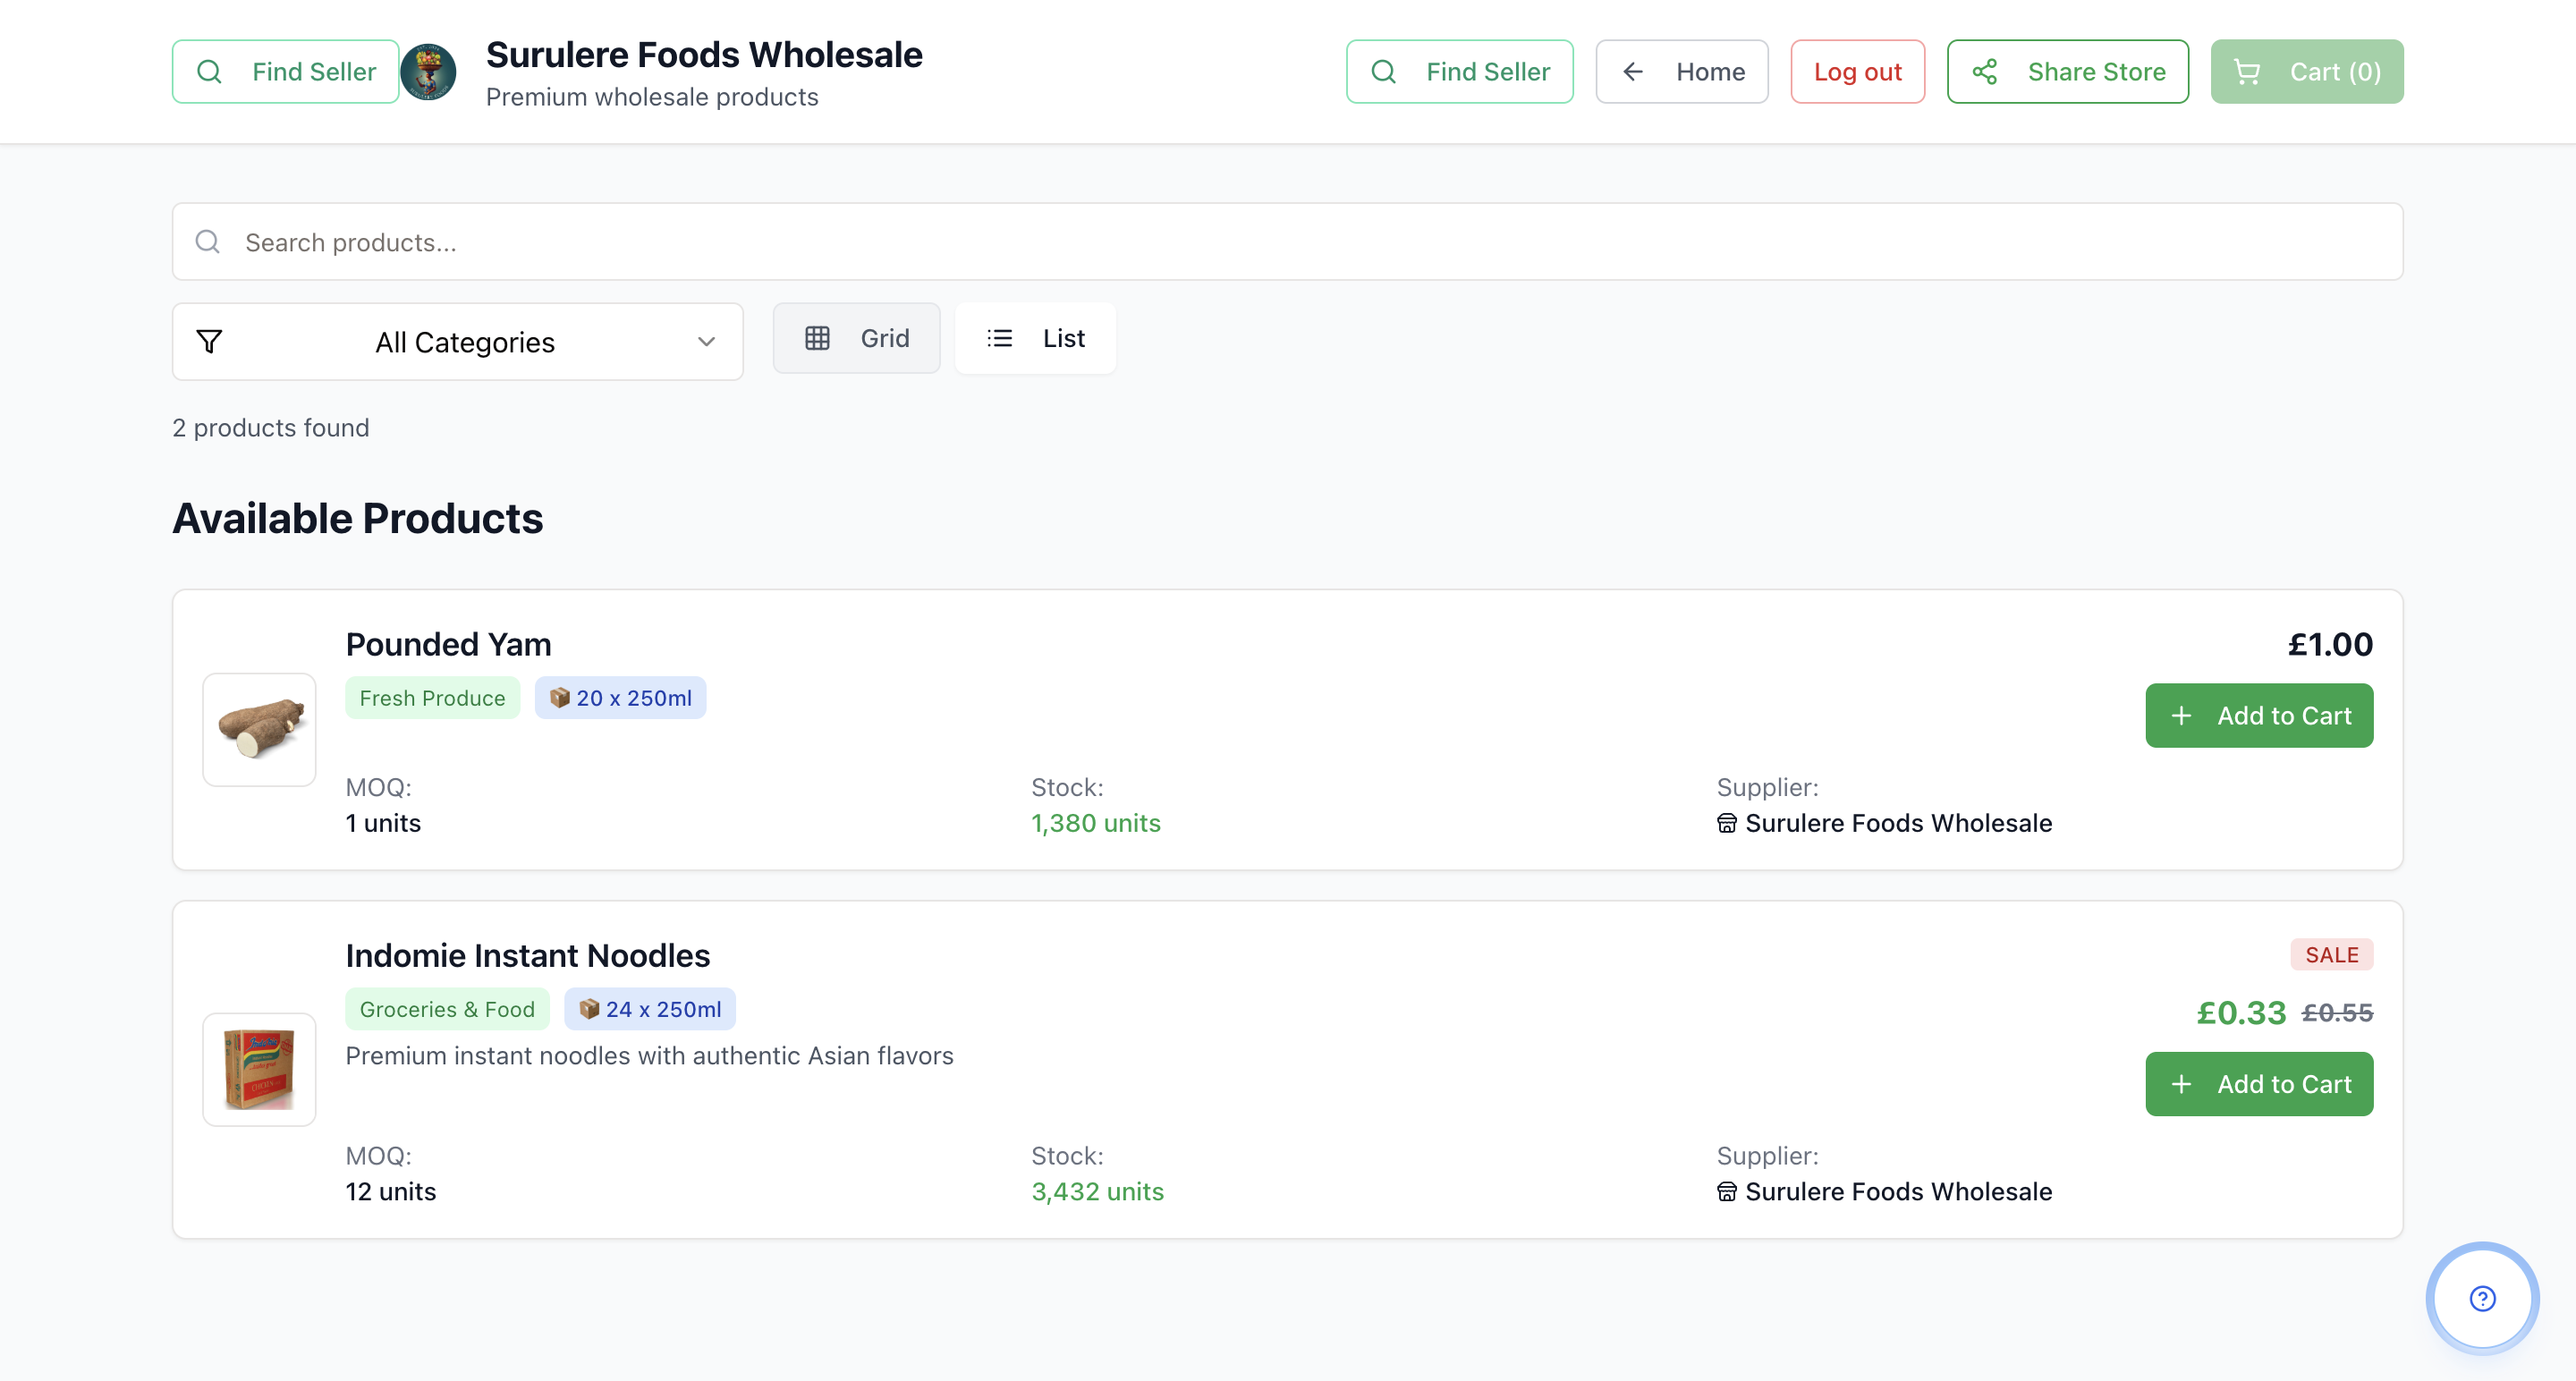 Find Seller
Surulere Foods Wholesale
Premium wholesale products
Find Seller
Home
Log out
Share Store
Cart (0)
Search products...
All Categories
Grid
List
2 products found
Available Products
Pounded Yam
£1.00
Fresh Produce
20 x 250ml
Add to Cart
MOQ:
1 units
Stock:
1,380 units
Supplier:
Surulere Foods Wholesale
Indomie Instant Noodles
SALE
Groceries & Food
24 x 250ml
£0.33 £0.55
Premium instant noodles with authentic Asian flavors
Add to Cart
MOQ:
12 units
Stock:
3,432 units
Supplier:
Surulere Foods Wholesale